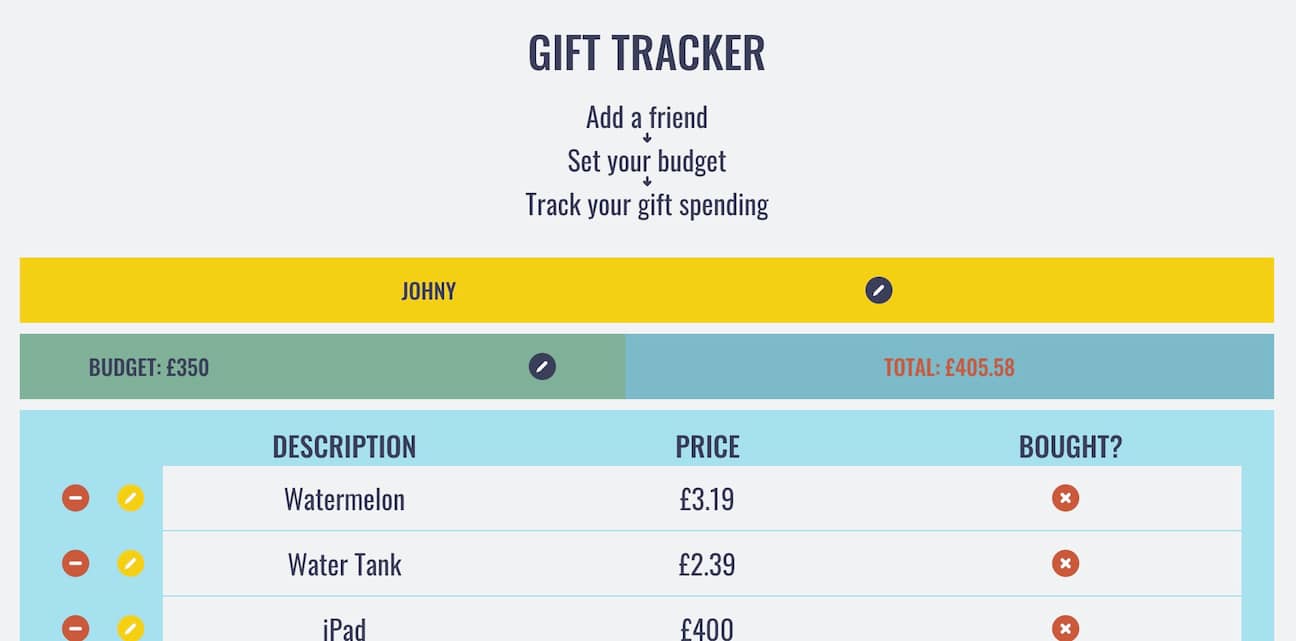 GIFT TRACKER
Add a friend
Set your budget
Track your gift spending
JOHNY
BUDGET: £350 TOTAL: £405.58
DESCRIPTION PRICE BOUGHT?
Watermelon £3.19
Water Tank £2.39
iPad £400